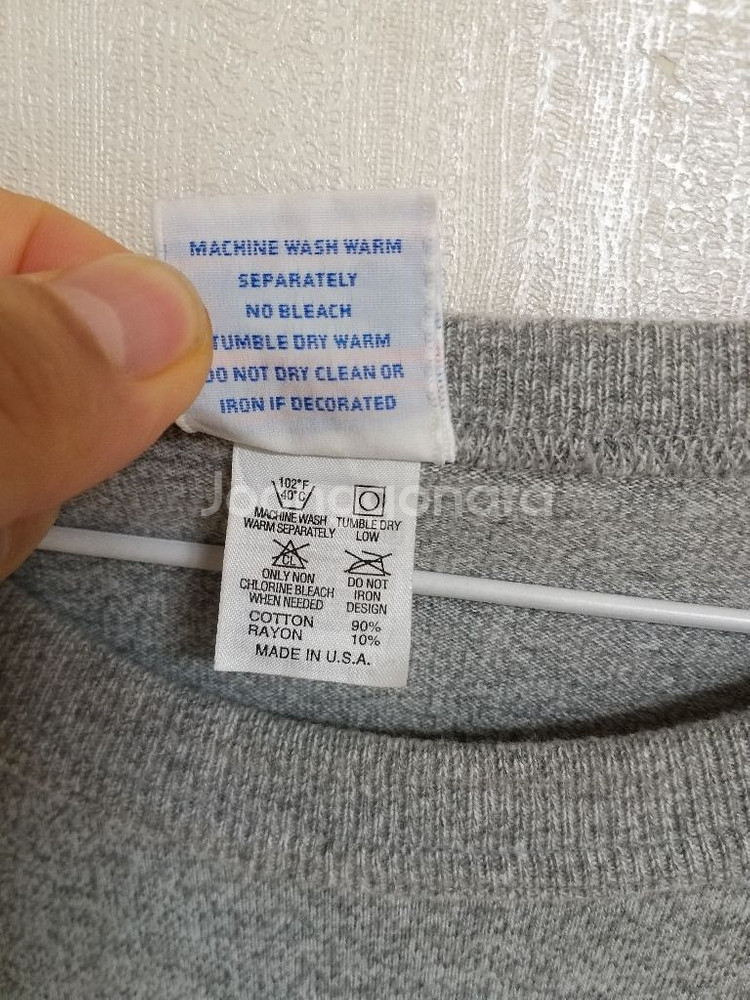 MACHINE WASH WARM
SEPARATELY
NO BLEACH
TUMBLE DRY WARM
DO NOT DRY CLEAN OR
IRON IF DECORATED
102°F
40°C
MACHINE WASH
WARM SEPARATELY
TUMBLE DRY
LOW
CL
ONLY NON
CHLORINE BLEACH
WHEN NEEDED
DO NOT
IRON
DESIGN
COTTON 90%
RAYON 10%
MADE IN U.S.A.